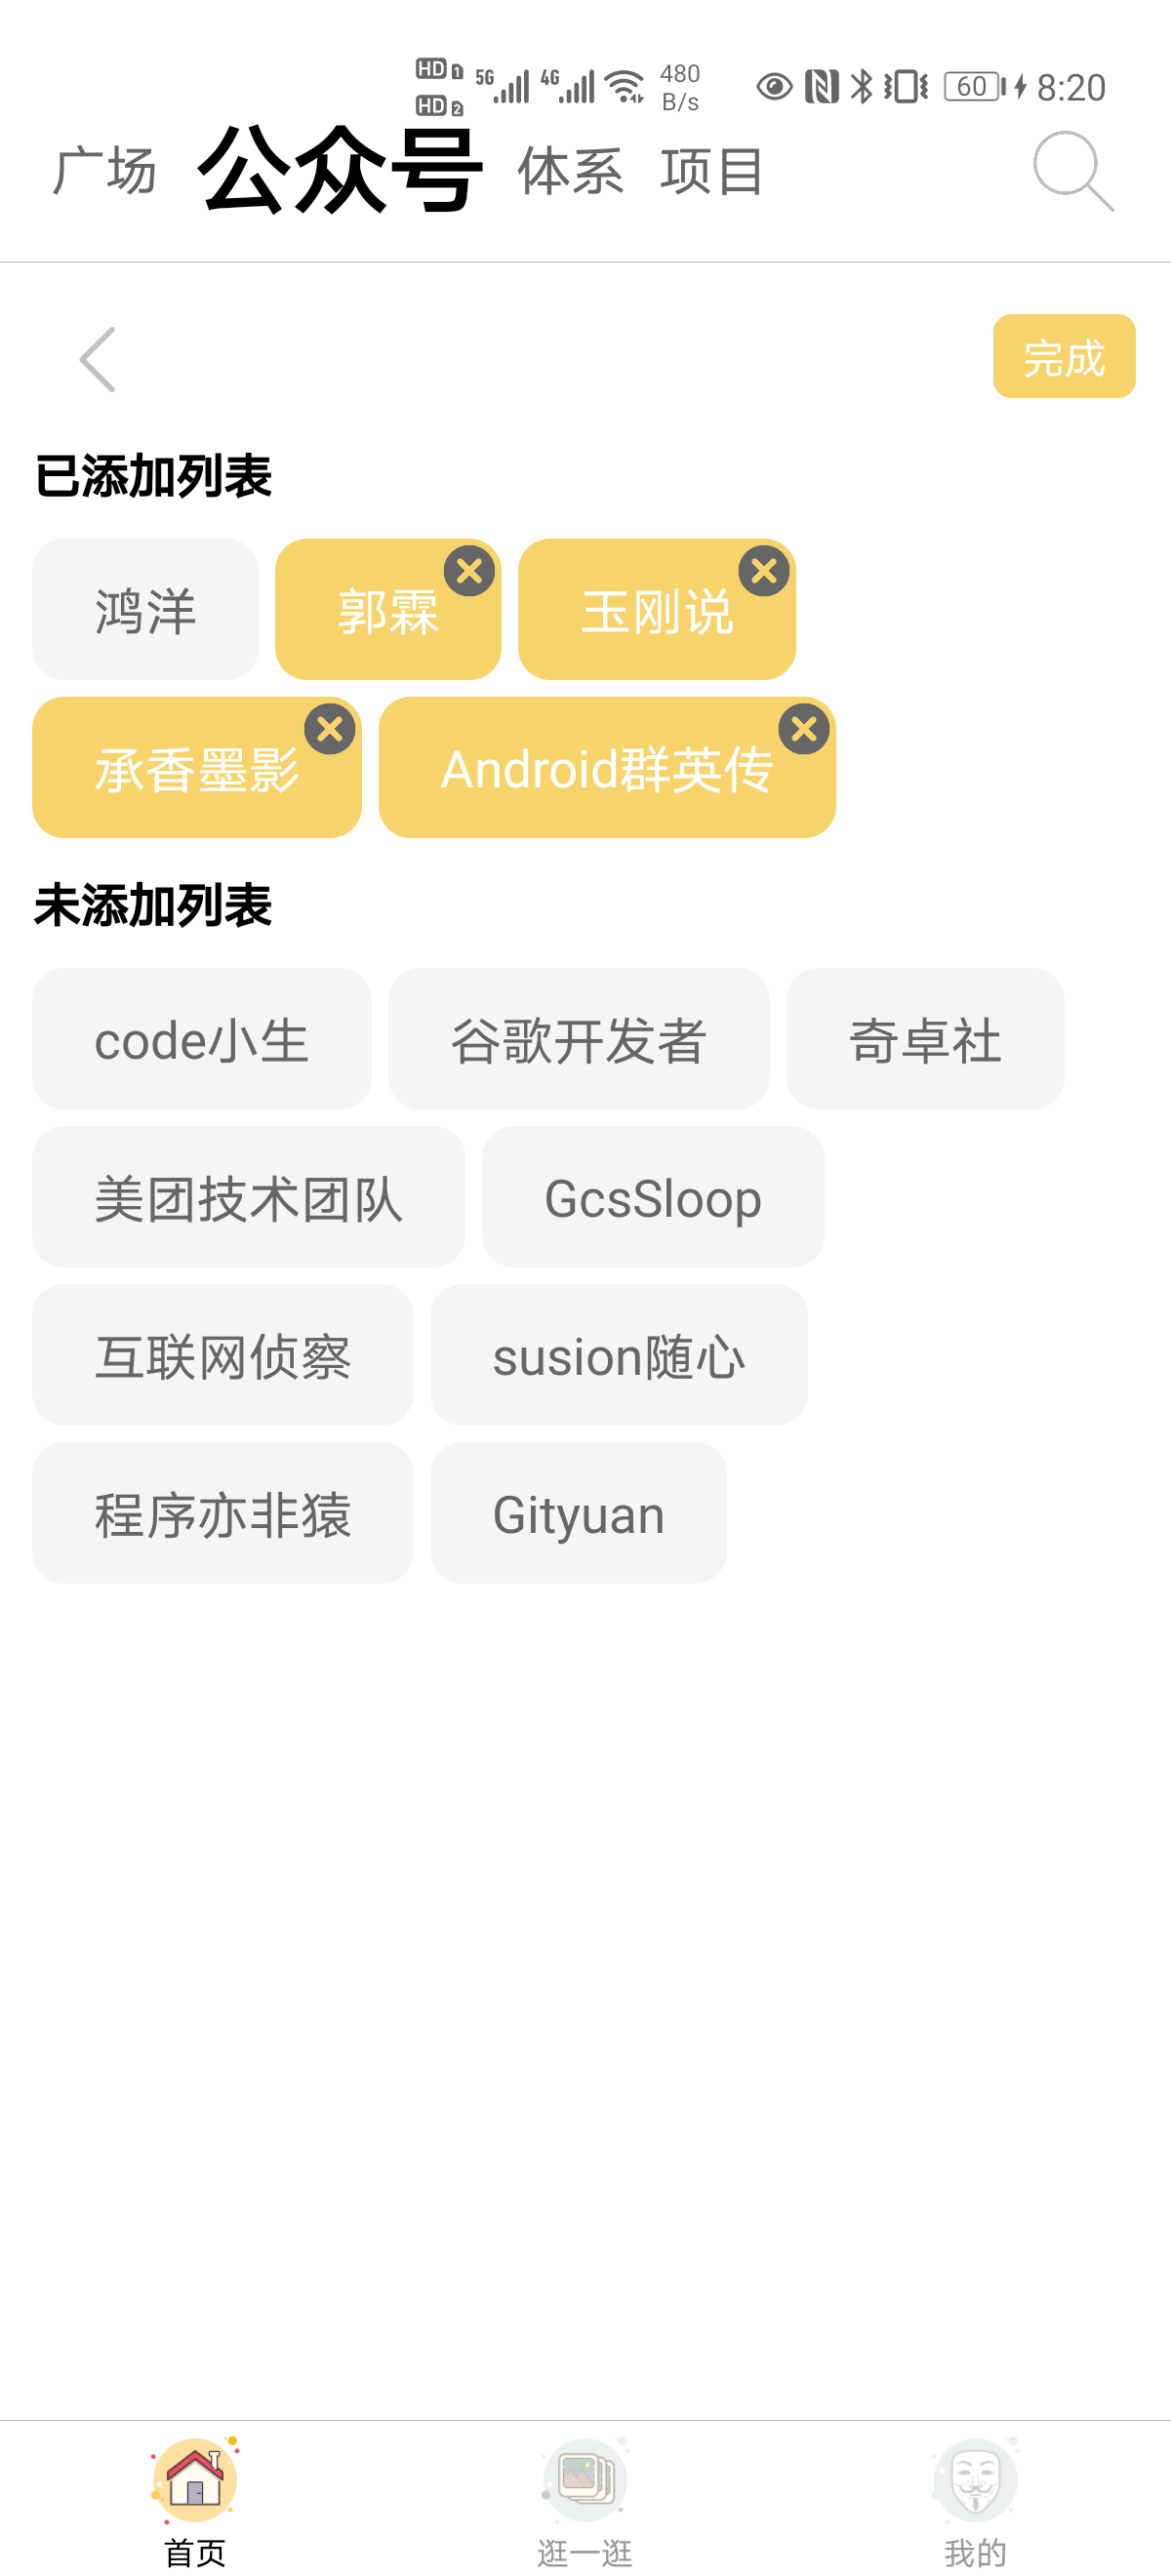 HD 1 5G 4G 480 60 8:20
HD 2 B/s
广场 公众号 体系 项目
完成
已添加列表
鸿洋 郭霖 玉刚说
承香墨影 Android群英传
未添加列表
code小生 谷歌开发者 奇卓社
美团技术团队 GcsSloop
互联网侦察 susion随心
程序亦非猿 Gityuan
首页 逛一逛 我的